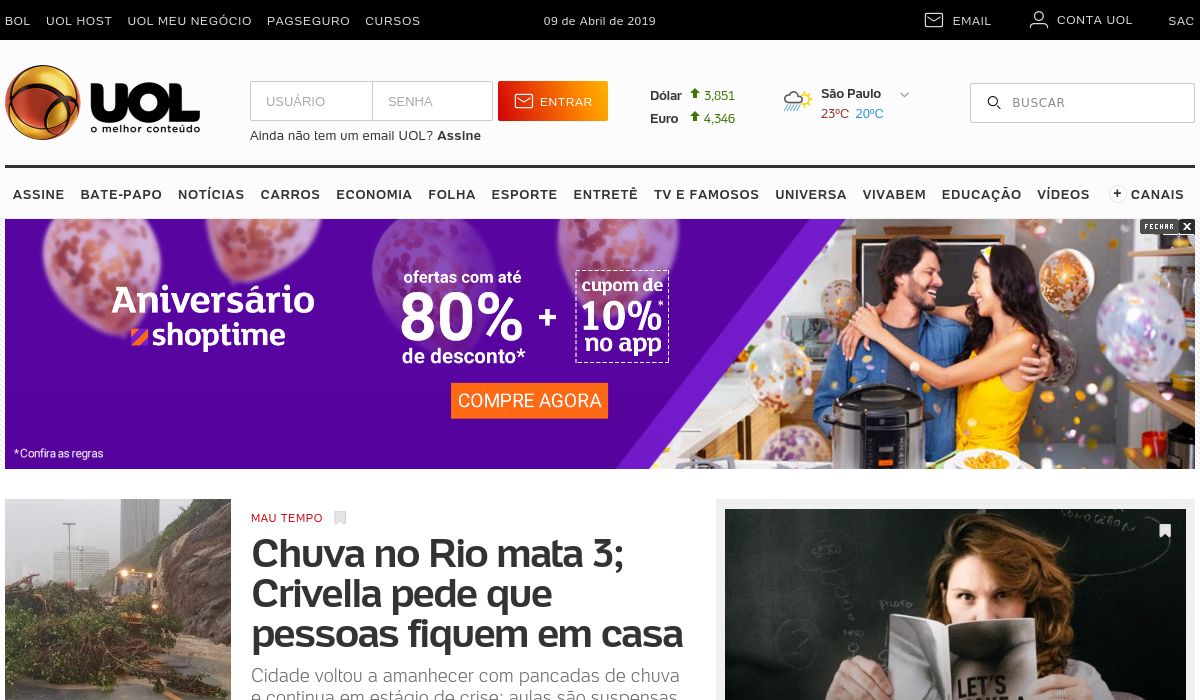 BOL UOL HOST UOL MEU NEGÓCIO PAGSEGURO CURSOS 09 de Abril de 2019 EMAIL CONTA UOL SAC
UOL
o melhor conteúdo
USUÁRIO SENHA ENTRAR
Ainda não tem um email UOL? Assine
Dólar 3,851
Euro 4,346
São Paulo
23ºC 20ºC
BUSCAR
ASSINE BATE-PAPO NOTÍCIAS CARROS ECONOMIA FOLHA ESPORTE ENTRETÊ TV E FAMOSOS UNIVERSA VIVABEM EDUCAÇÃO VÍDEOS + CANAIS
FECHAR X
Aniversário
shoptime
ofertas com até
80%
de desconto*
+
cupom de
10%*
no app
COMPRE AGORA
*Confira as regras
MAU TEMPO
Chuva no Rio mata 3;
Crivella pede que
pessoas fiquem em casa
Cidade voltou a amanhecer com pancadas de chuva
e continua em estágio de crise; aulas são suspensas
LET'S